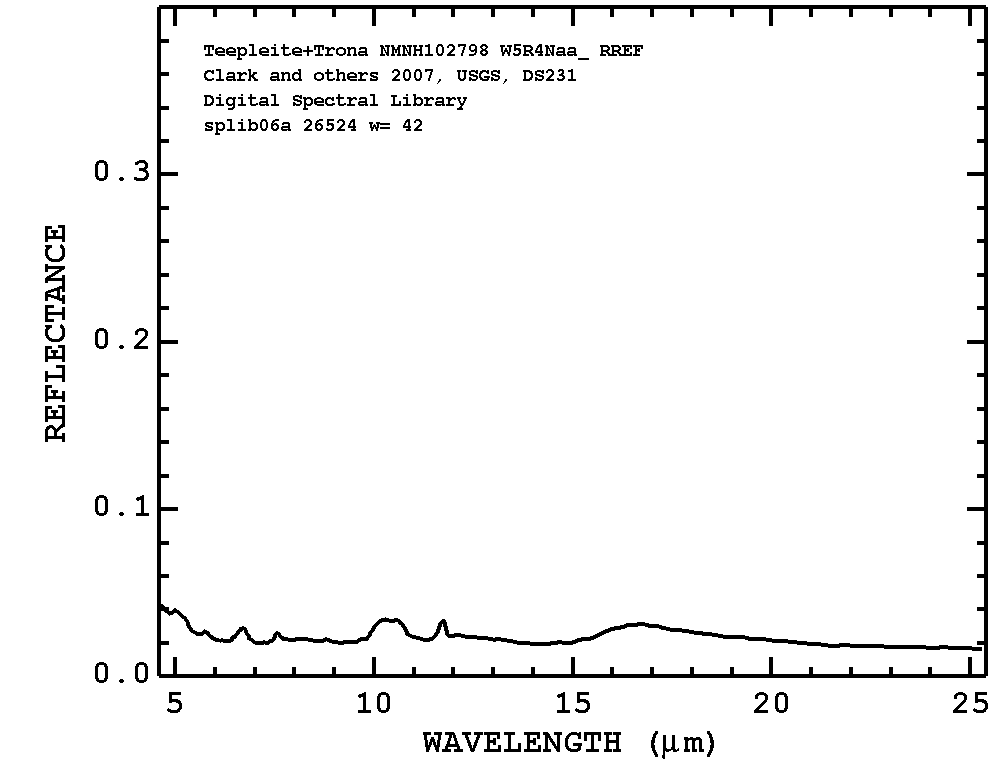 Teepleite+Trona NMNH102798 W5R4Naa_ RREF
Clark and others 2007, USGS, DS231
Digital Spectral Library
splib06a 26524 w= 42
0.3
0.2
0.1
0.0
REFLECTANCE
5 10 15 20 25
WAVELENGTH (μm)